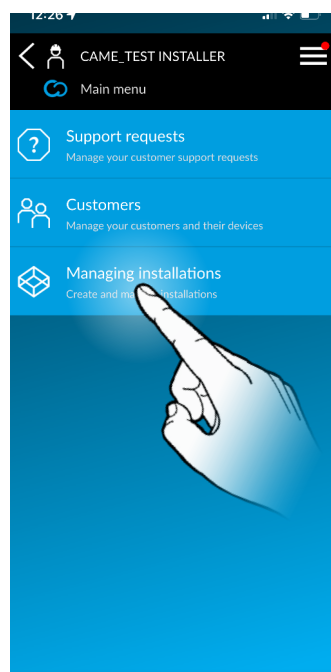 12:26
CAME_TEST INSTALLER
Main menu
?
Support requests
Manage your customer support requests
Customers
Manage your customers and their devices
Managing installations
Create and installations